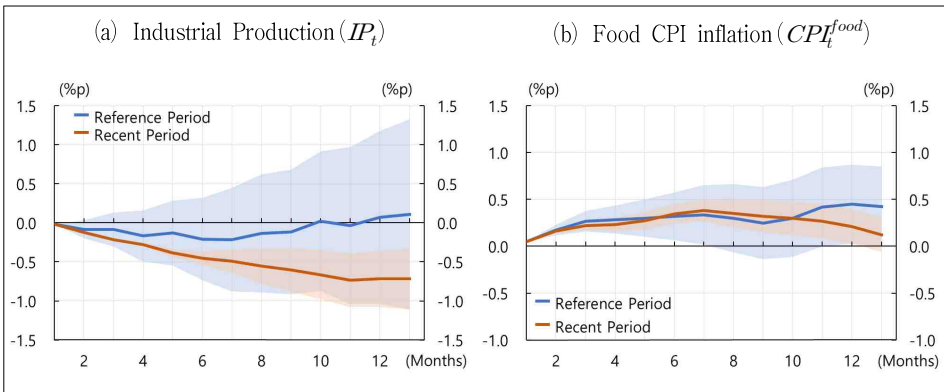 (a) Industrial Production(IP_t)
(%p) (%p)
1.5 1.5
Reference Period
Recent Period
1.0 1.0
0.5 0.5
0.0 0.0
-0.5 -0.5
-1.0 -1.0
-1.5 -1.5
2 4 6 8 10 12 (Months)
(b) Food CPI inflation(CPI_t^food)
(%p) (%p)
1.5 1.5
1.0 1.0
0.5 0.5
0.0 0.0
-0.5 -0.5
Reference Period
Recent Period
-1.0 -1.0
2 4 6 8 10 12 (Months)